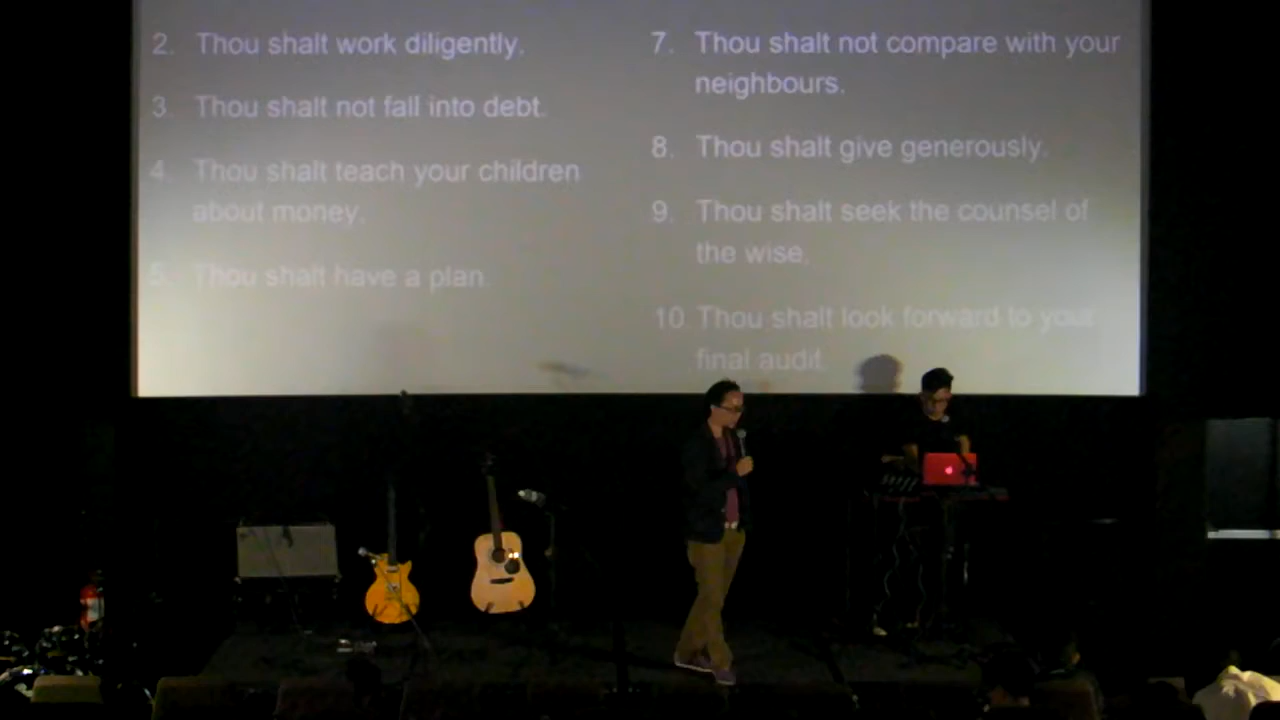 2. Thou shalt work diligently.
3. Thou shalt not fall into debt.
4. Thou shalt teach your children
about money.
5. Thou shalt have a plan.
7. Thou shalt not compare with your
neighbours.
8. Thou shalt give generously.
9. Thou shalt seek the counsel of
the wise.
10. Thou shalt look forward to your
final audit.